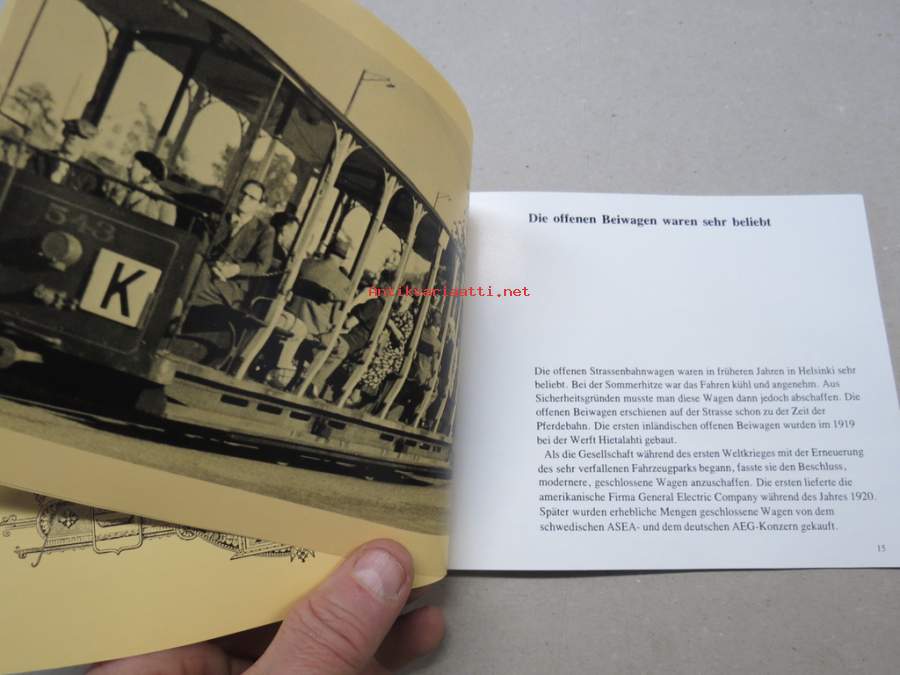 543
K
Antikvariaatti.net
Die offenen Beiwagen waren sehr beliebt
Die offenen Strassenbahnwagen waren in früheren Jahren in Helsinki sehr
beliebt. Bei der Sommerhitze war das Fahren kühl und angenehm. Aus
Sicherheitsgründen musste man diese Wagen dann jedoch abschaffen. Die
offenen Beiwagen erschienen auf der Strasse schon zu der Zeit der
Pferdebahn. Die ersten inländischen offenen Beiwagen wurden im 1919
bei der Werft Hietalahti gebaut.
Als die Gesellschaft während des ersten Weltkrieges mit der Erneuerung
des sehr verfallenen Fahrzeugparks begann, fasste sie den Beschluss,
modernere, geschlossene Wagen anzuschaffen. Die ersten lieferte die
amerikanische Firma General Electric Company während des Jahres 1920.
Später wurden erhebliche Mengen geschlossene Wagen von dem
schwedischen ASEA- und dem deutschen AEG-Konzern gekauft.
15